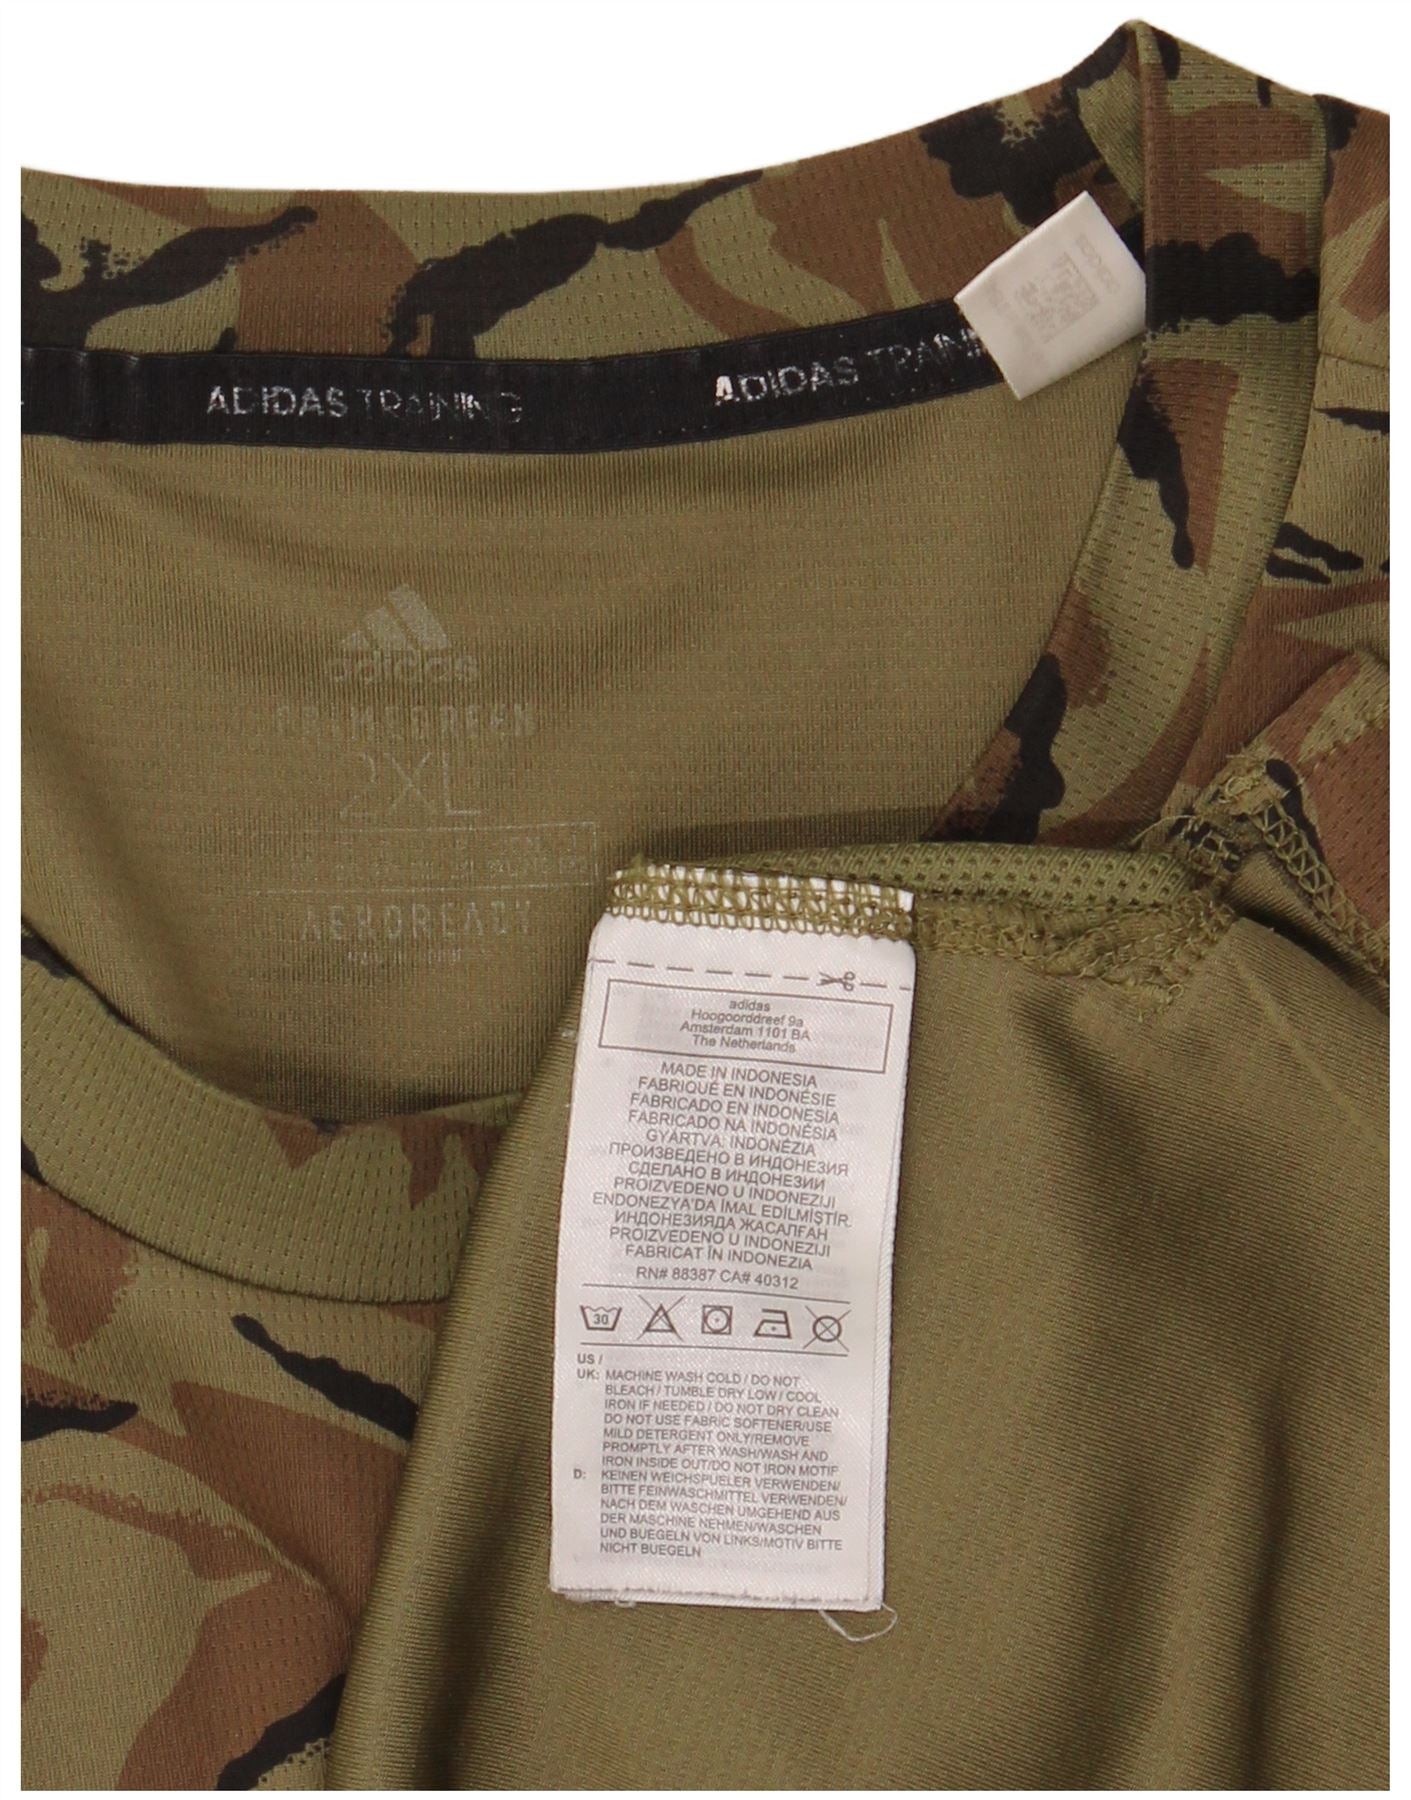 ADIDAS TRAINING
ADIDAS TRAINING
adidas
PRIMEGREEN
2XL
AEROREADY
adidas
Hoogoorddreef 9a
Amsterdam 1101 BA
The Netherlands
MADE IN INDONESIA
FABRIQUÉ EN INDONÉSIE
FABRICADO EN INDONESIA
FABRICADO NA INDONÉSIA
GYÁRTVA: INDONÉZIA
ПРОИЗВЕДЕНО В ИНДОНЕЗИЯ
СДЕЛАНО В ИНДОНЕЗИИ
PROIZVEDENO U INDONEZIJI
ENDONEZYA'DA İMAL EDİLMİŞTİR.
ИНДОНЕЗИЯДА ЖАСАЛҒАН
PROIZVEDENO U INDONEZIJI
FABRICAT ÎN INDONEZIA
RN# 88387 CA# 40312
30
US /
UK: MACHINE WASH COLD / DO NOT
BLEACH / TUMBLE DRY LOW / COOL
IRON IF NEEDED / DO NOT DRY CLEAN
DO NOT USE FABRIC SOFTENER/USE
MILD DETERGENT ONLY/REMOVE
PROMPTLY AFTER WASH/WASH AND
IRON INSIDE OUT/DO NOT IRON MOTIF
D: KEINEN WEICHSPUELER VERWENDEN/
BITTE FEINWASCHMITTEL VERWENDEN/
NACH DEM WASCHEN UMGEHEND AUS
DER MASCHINE NEHMEN/WASCHEN
UND BUEGELN VON LINKS/MOTIV BITTE
NICHT BUEGELN